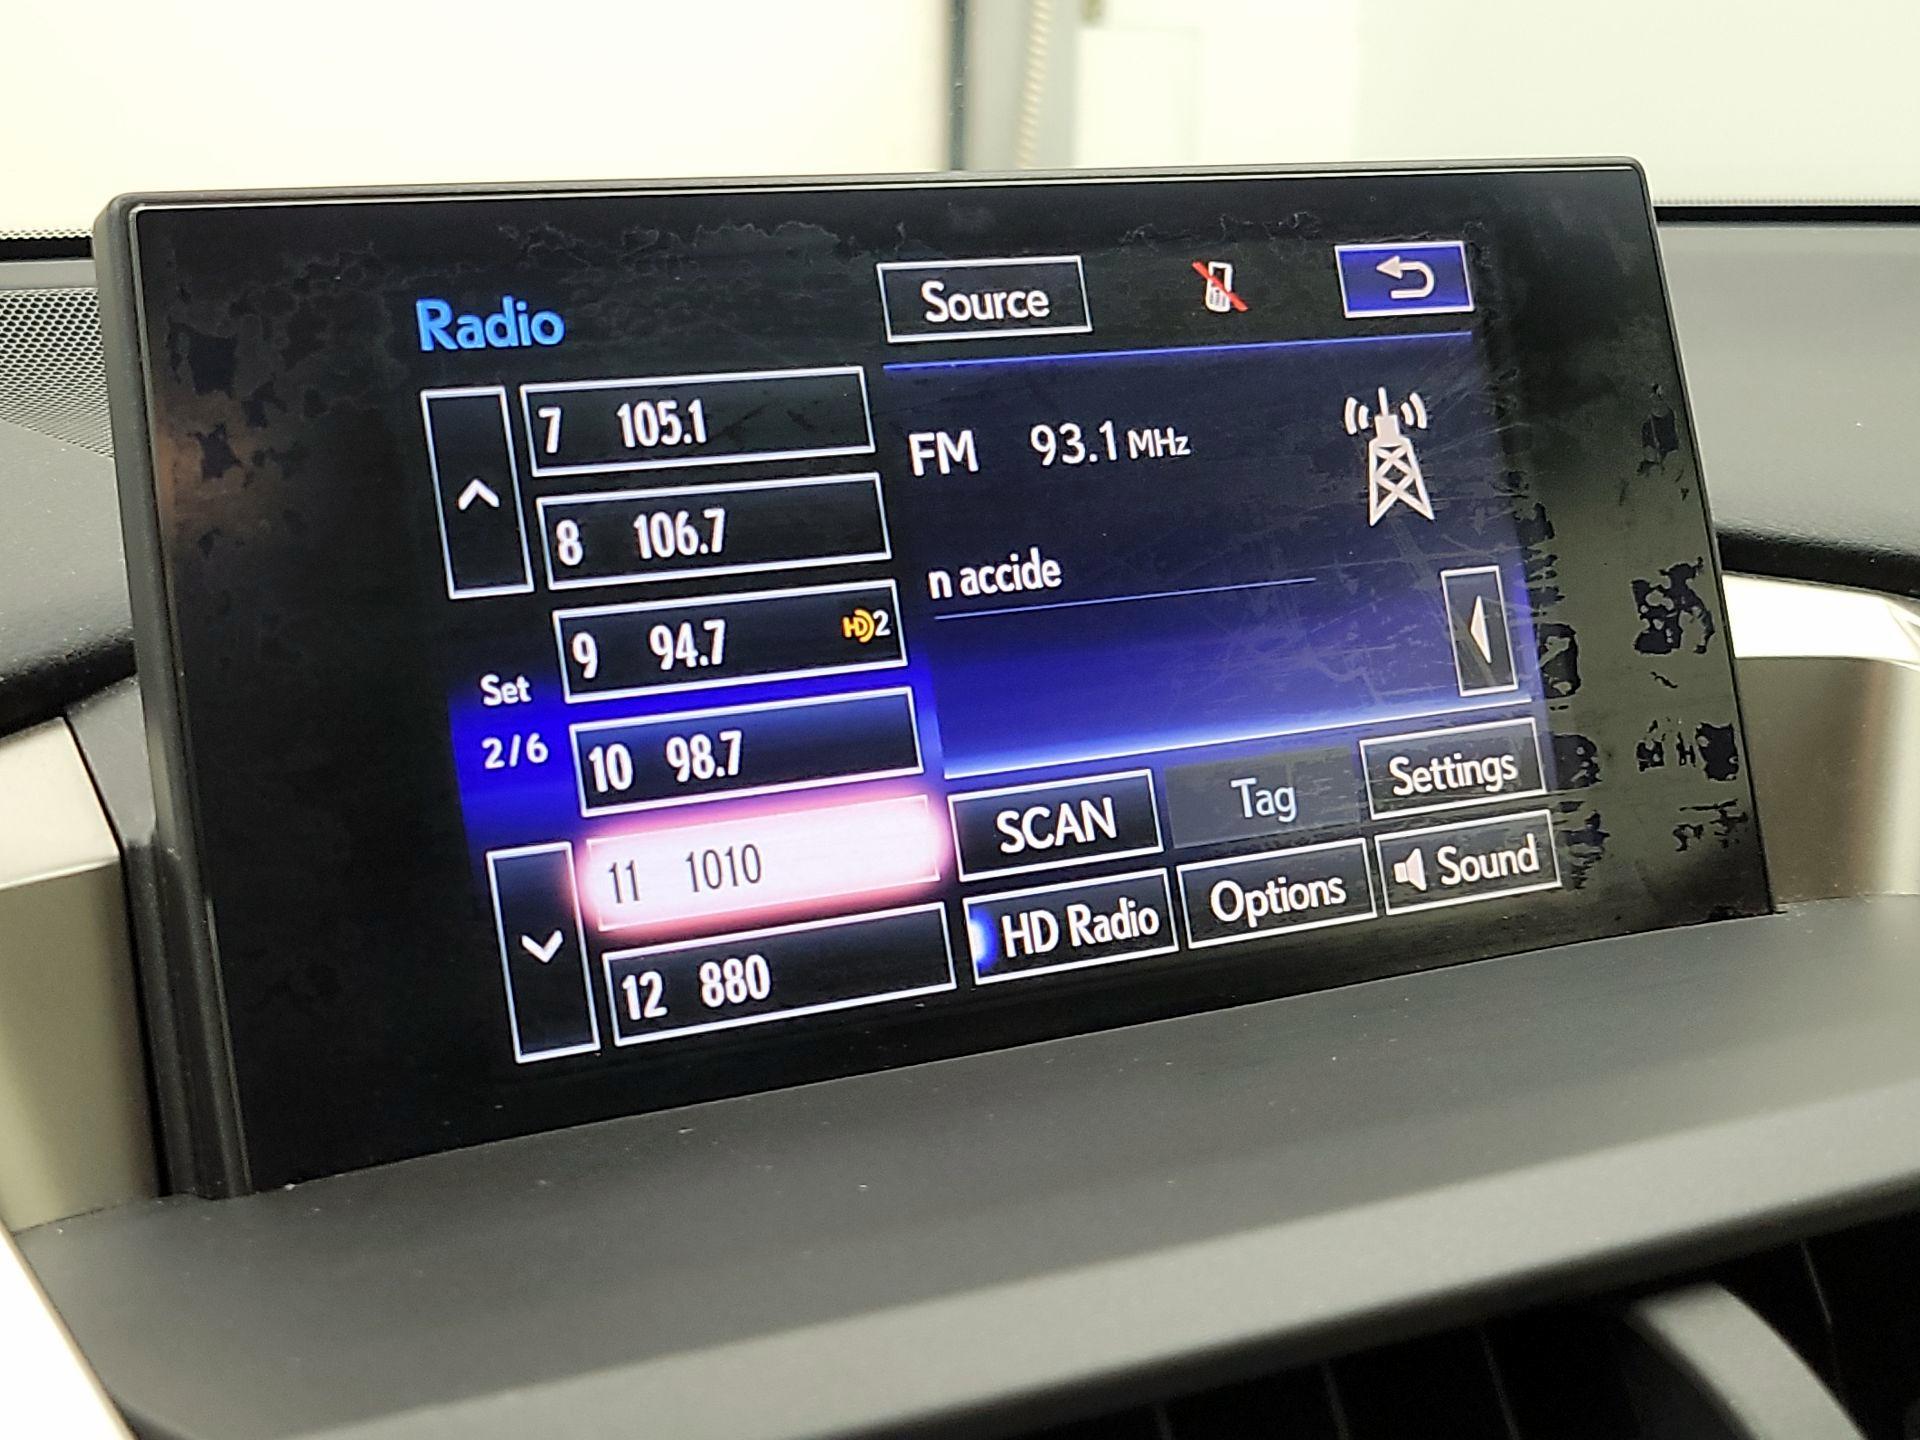 Radio
Source
7 105.1
8 106.7
9 94.7 HD2
10 98.7
11 1010
12 880
Set
2/6
FM 93.1 MHz
n accide
SCAN
Tag
Settings
HD Radio
Options
Sound